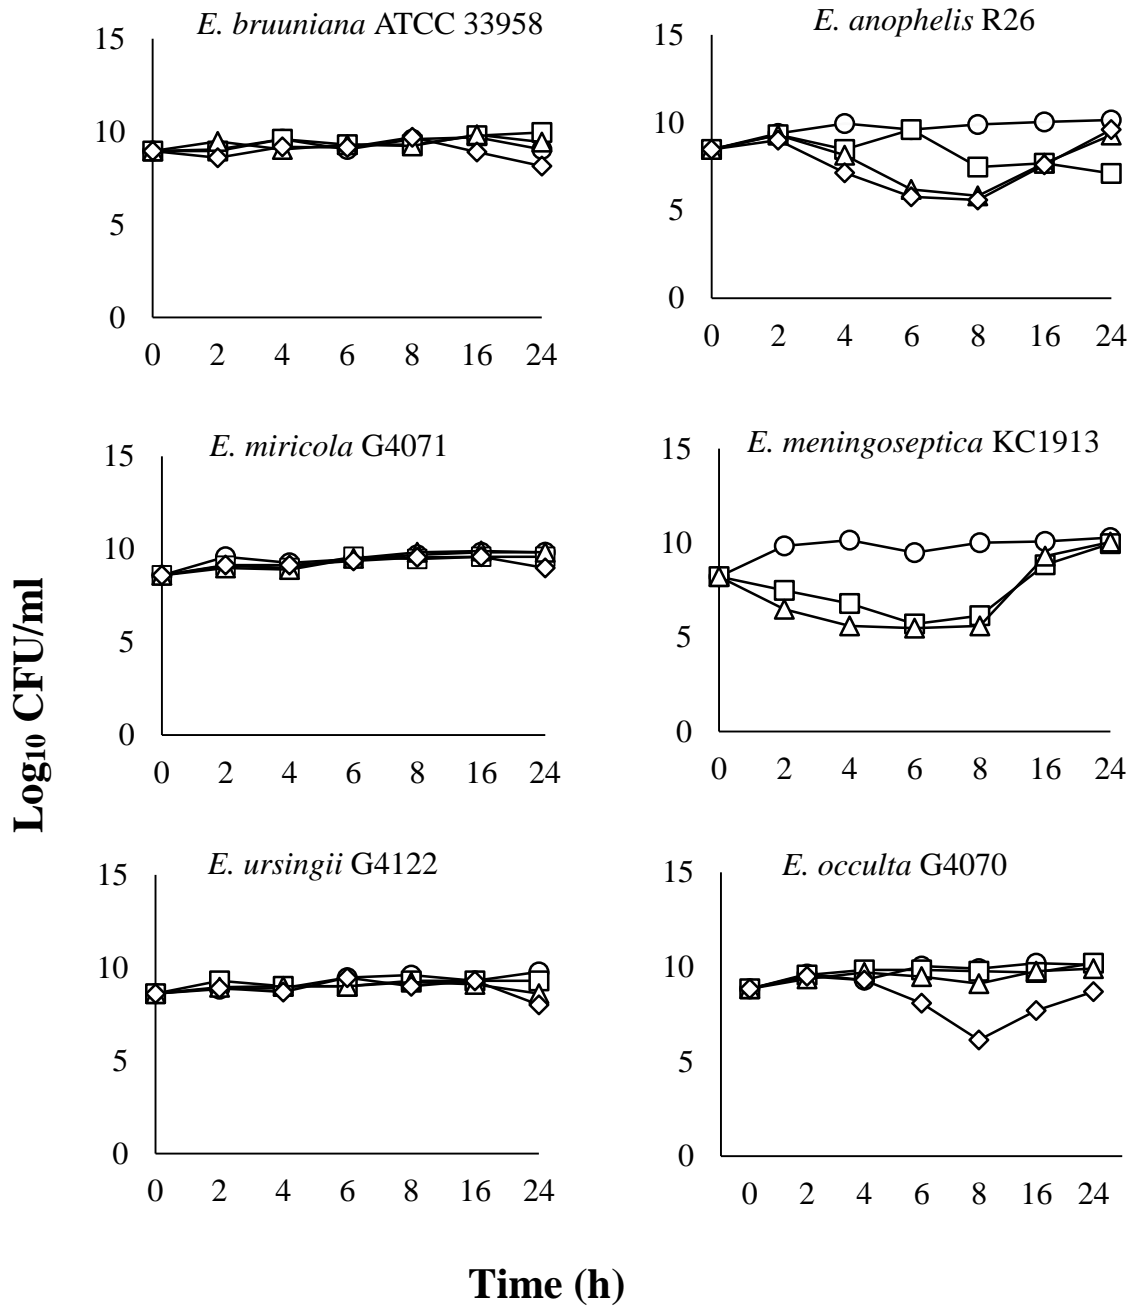 E. bruuniana ATCC 33958
15
10
5
0
0 2 4 6 8 16 24
E. anophelis R26
15
10
5
0
0 2 4 6 8 16 24
E. miricola G4071
15
10
5
0
0 2 4 6 8 16 24
E. meningoseptica KC1913
15
10
5
0
0 2 4 6 8 16 24
E. ursingii G4122
15
10
5
0
0 2 4 6 8 16 24
E. occulta G4070
15
10
5
0
0 2 4 6 8 16 24
Log₁₀ CFU/ml
Time (h)